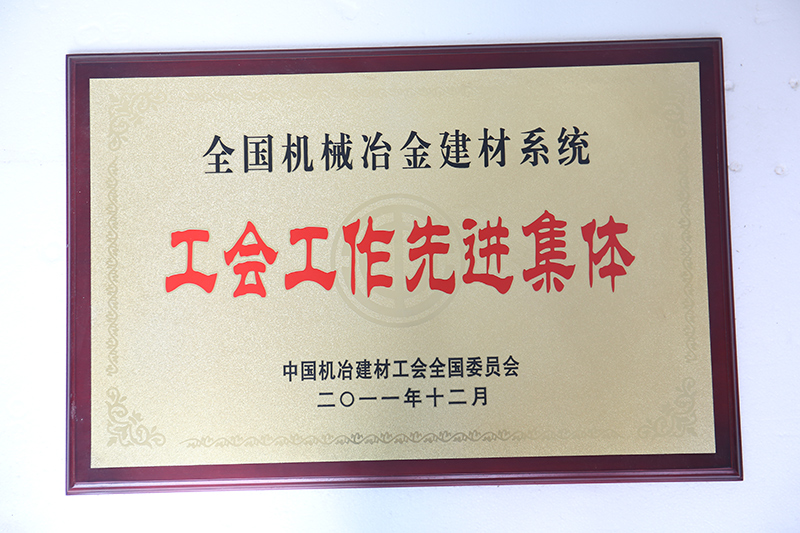 全国机械冶金建材系统
工会工作先进集体
中国机冶建材工会全国委员会
二〇一一年十二月